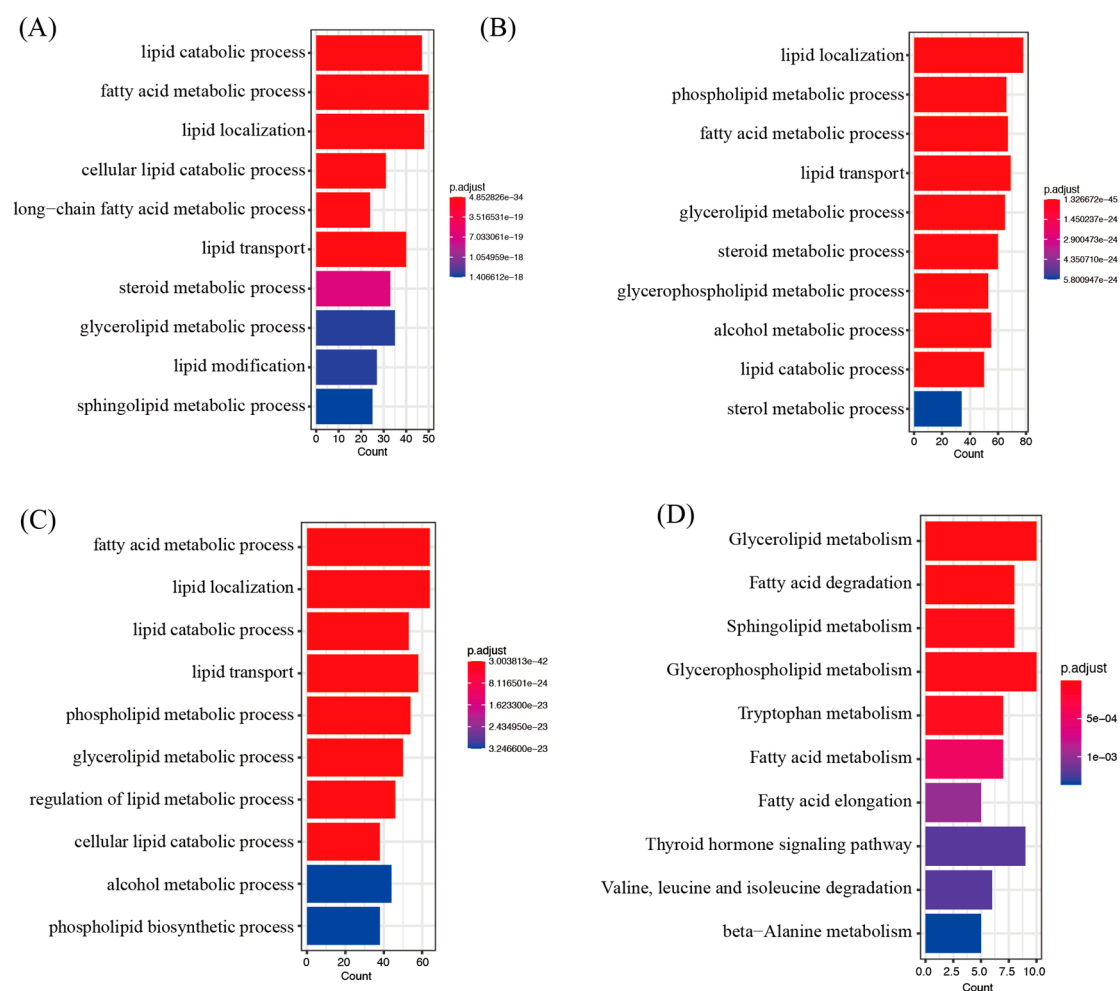 (A)
lipid catabolic process
fatty acid metabolic process
lipid localization
cellular lipid catabolic process
long−chain fatty acid metabolic process
lipid transport
steroid metabolic process
glycerolipid metabolic process
lipid modification
sphingolipid metabolic process
0 10 20 30 40 50
Count
p.adjust
4.852826e−34
3.516531e−19
7.033061e−19
1.054959e−18
1.406612e−18
(B)
lipid localization
phospholipid metabolic process
fatty acid metabolic process
lipid transport
glycerolipid metabolic process
steroid metabolic process
glycerophospholipid metabolic process
alcohol metabolic process
lipid catabolic process
sterol metabolic process
0 20 40 60 80
Count
p.adjust
1.326672e−45
1.450237e−24
2.900473e−24
4.350710e−24
5.800947e−24
(C)
fatty acid metabolic process
lipid localization
lipid catabolic process
lipid transport
phospholipid metabolic process
glycerolipid metabolic process
regulation of lipid metabolic process
cellular lipid catabolic process
alcohol metabolic process
phospholipid biosynthetic process
0 20 40 60
Count
p.adjust
3.003813e−42
8.116501e−24
1.623300e−23
2.434950e−23
3.246600e−23
(D)
Glycerolipid metabolism
Fatty acid degradation
Sphingolipid metabolism
Glycerophospholipid metabolism
Tryptophan metabolism
Fatty acid metabolism
Fatty acid elongation
Thyroid hormone signaling pathway
Valine, leucine and isoleucine degradation
beta−Alanine metabolism
0.0 2.5 5.0 7.5 10.0
Count
p.adjust
5e−04
1e−03